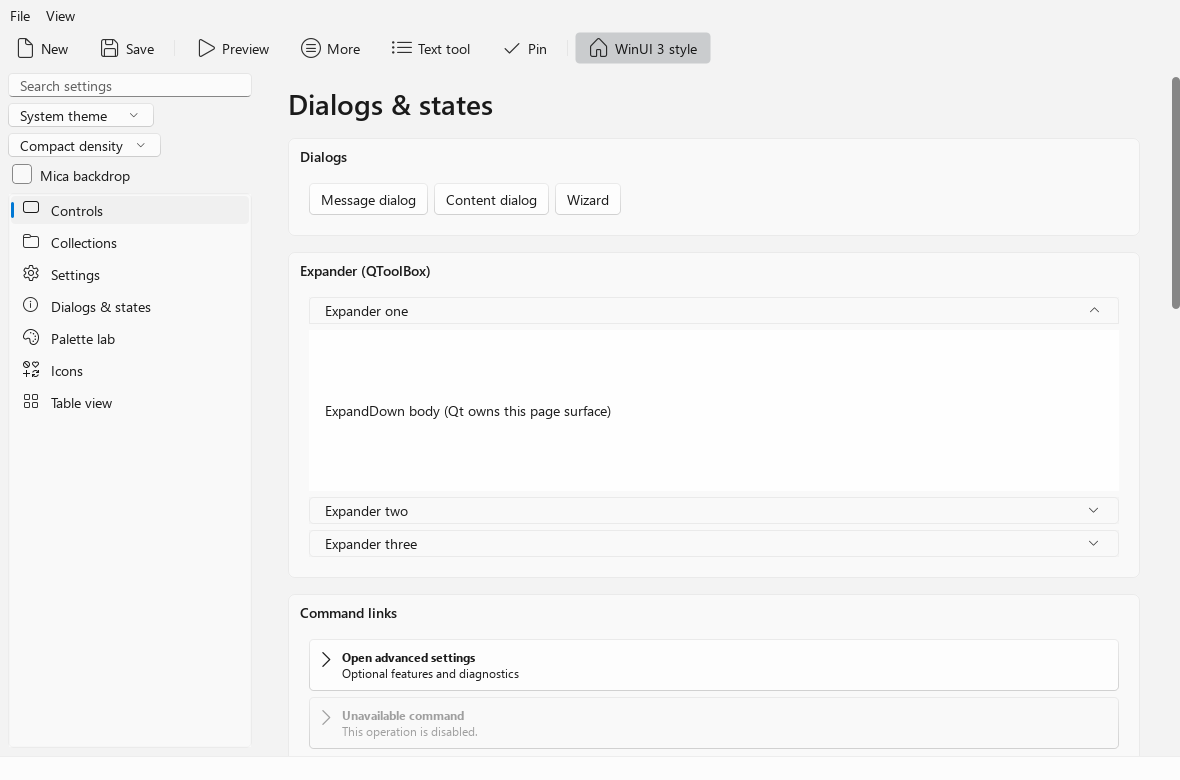 File View
New Save Preview More Text tool Pin WinUI 3 style
Search settings
System theme
Compact density
Mica backdrop
Controls
Collections
Settings
Dialogs & states
Palette lab
Icons
Table view
Dialogs & states
Dialogs
Message dialog Content dialog Wizard
Expander (QToolBox)
Expander one
ExpandDown body (Qt owns this page surface)
Expander two
Expander three
Command links
Open advanced settings
Optional features and diagnostics
Unavailable command
This operation is disabled.